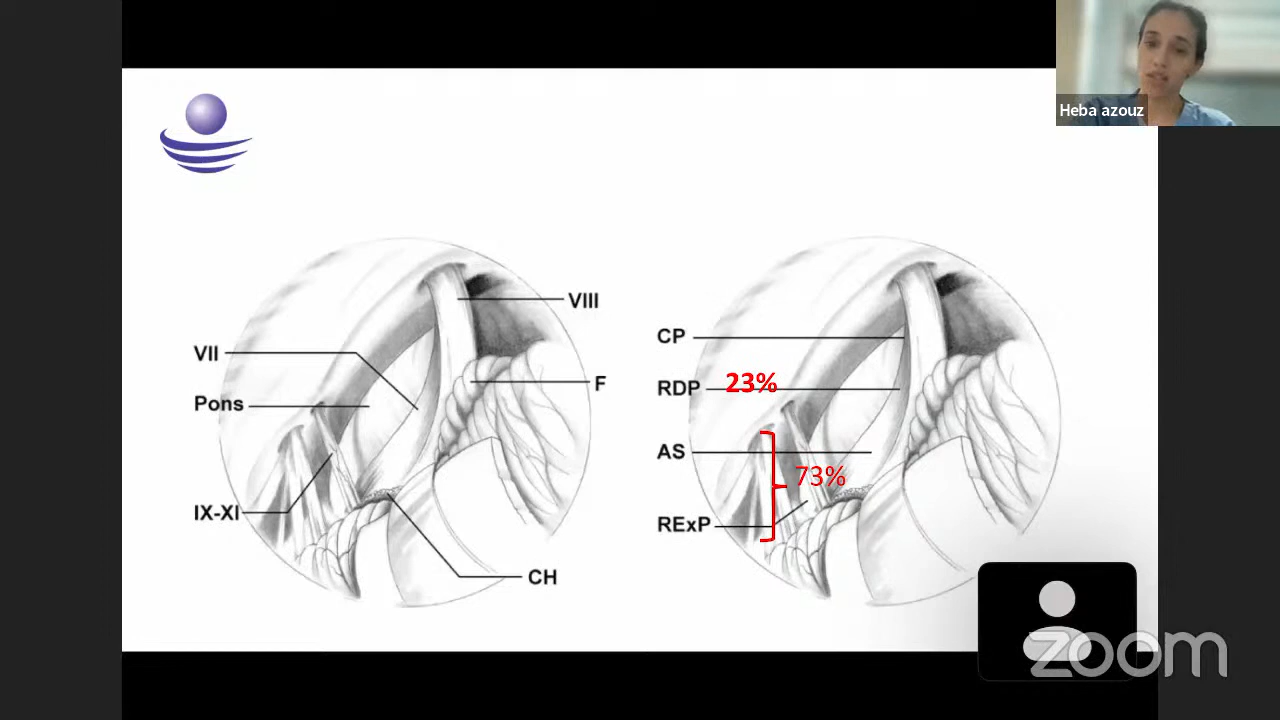 Heba azouz
VIII
VII
F
Pons
IX-XI
CH
CP
RDP
23%
AS
73%
RExP
zoom